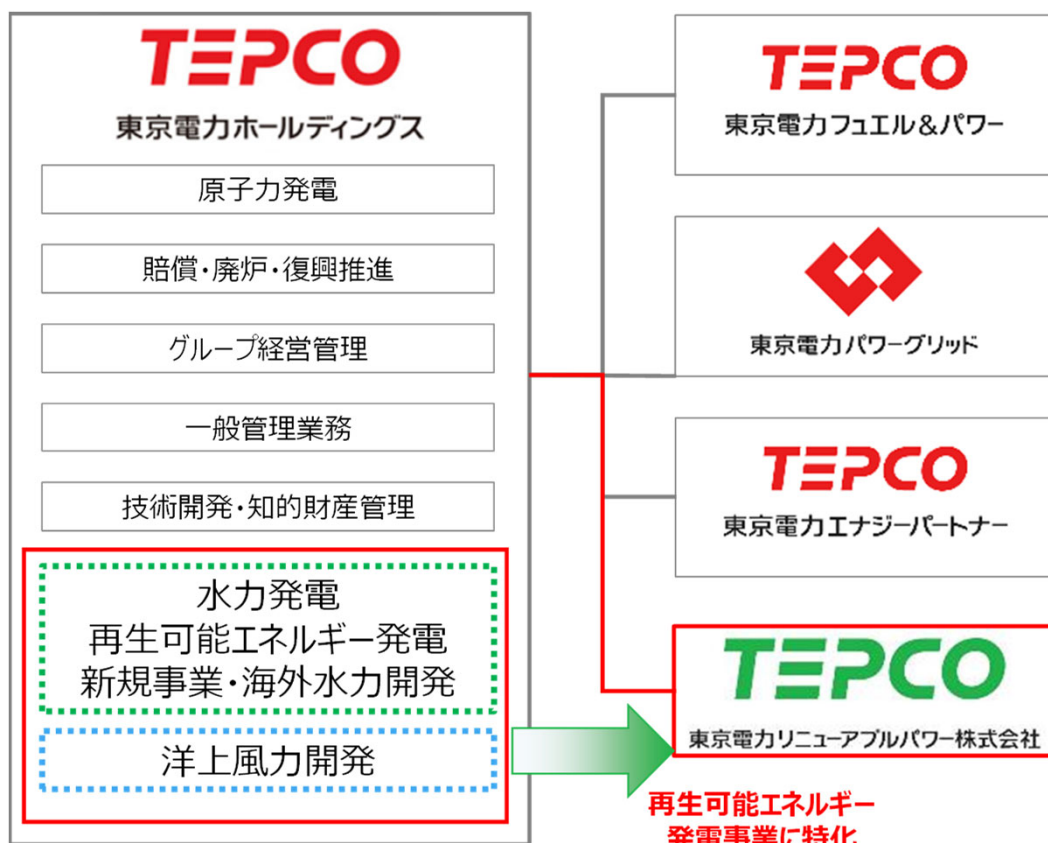 TEPCO
東京電力ホールディングス
原子力発電
賠償・廃炉・復興推進
グループ経営管理
一般管理業務
技術開発・知的財産管理
水力発電
再生可能エネルギー発電
新規事業・海外水力開発
洋上風力開発
TEPCO
東京電力フュエル&パワー
東京電力パワーグリッド
TEPCO
東京電力エナジーパートナー
TEPCO
東京電力リニューアブルパワー株式会社
再生可能エネルギー
発電事業に特化